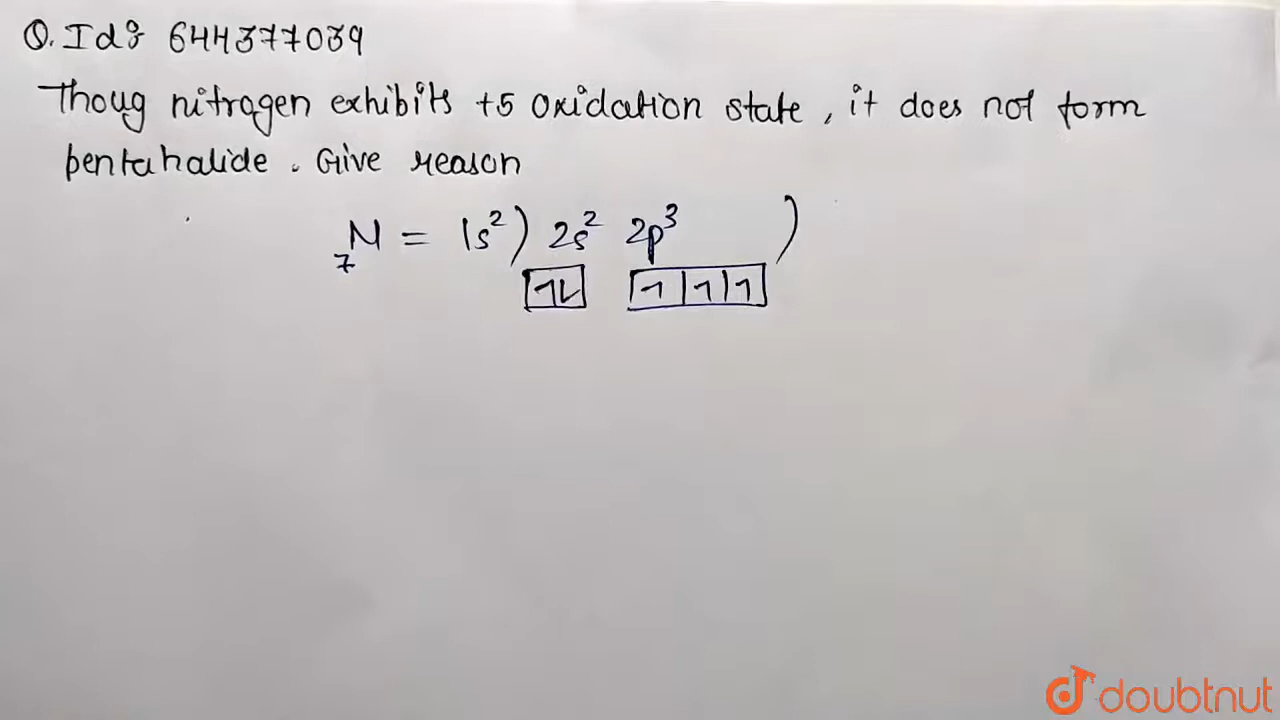 Q. Id: 644377039
Thoug nitrogen exhibits +5 oxidation state, it does not form
pentahalide. Give reason
₇N = 1s²) 2s² 2p³ )
↿⇂ ↿ ↿ ↿
doubtnut